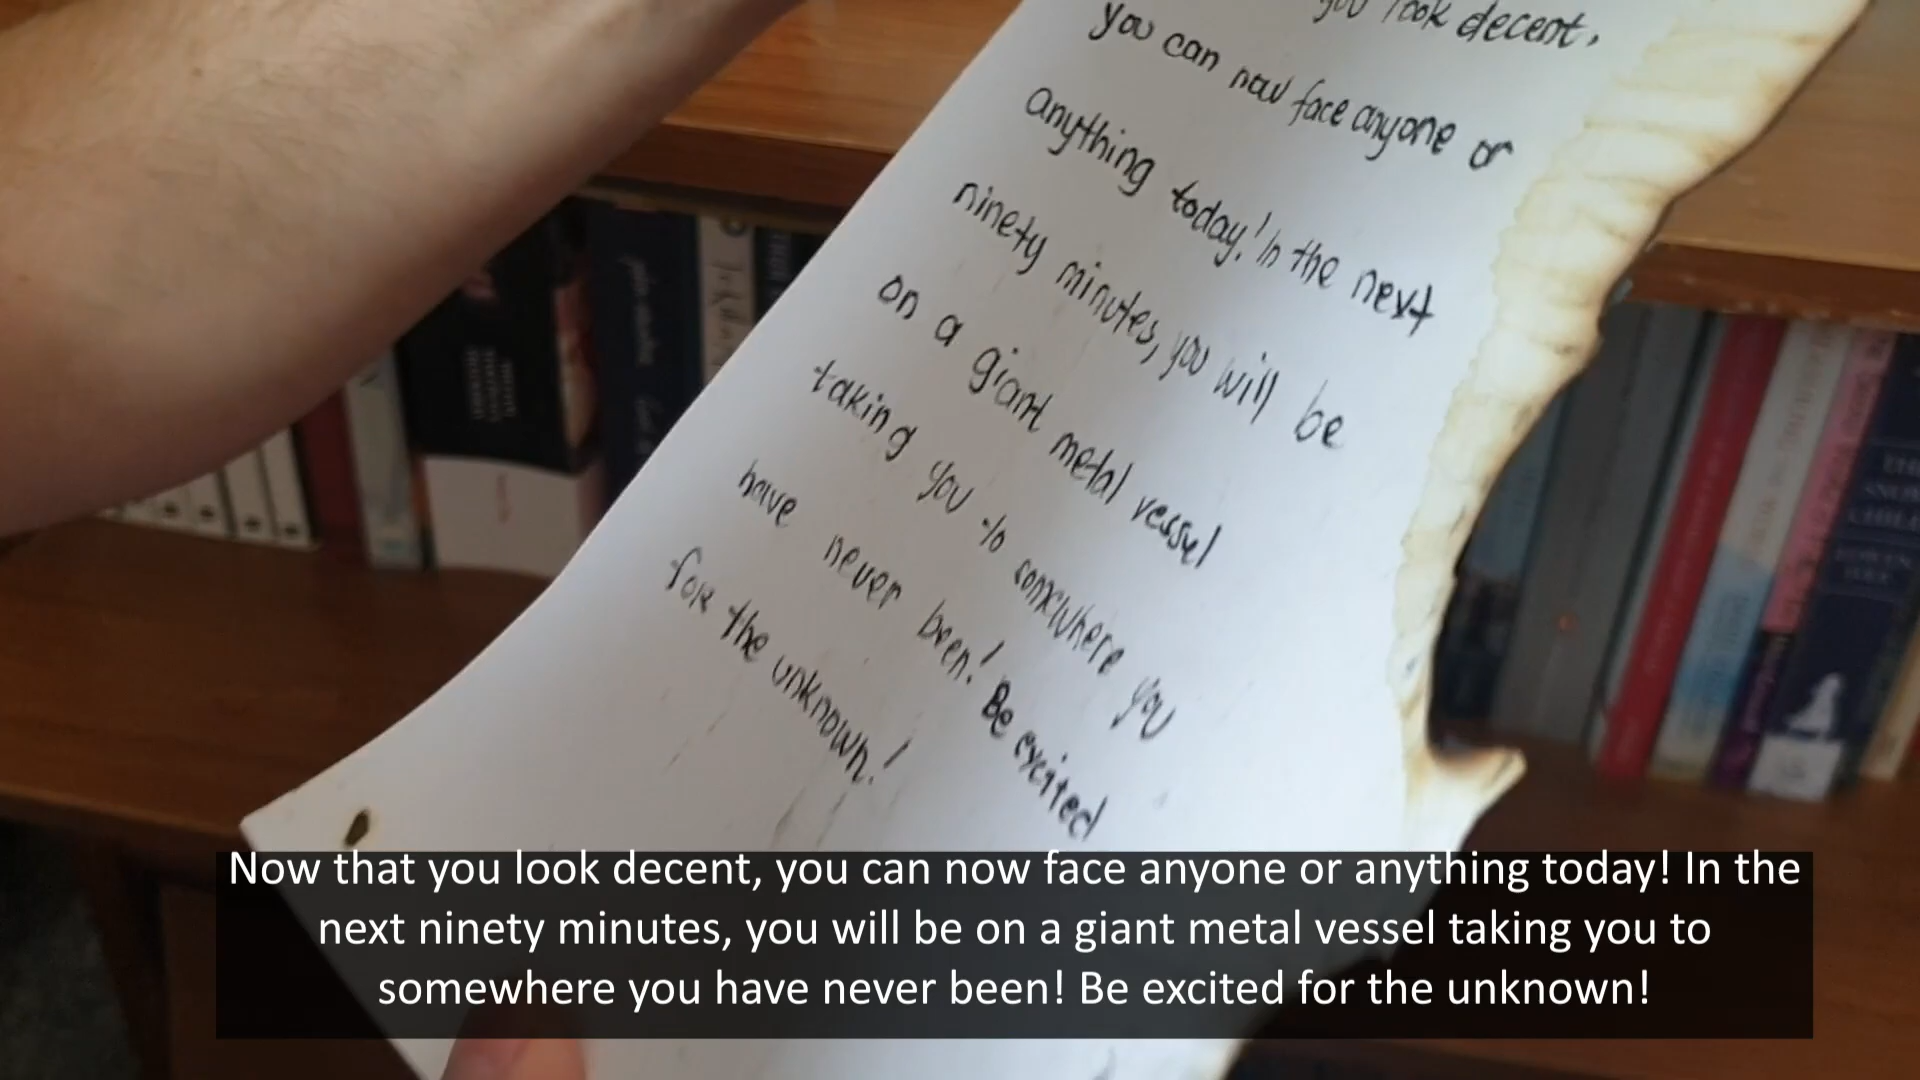 you look decent,
you can now face anyone or
anything today! In the next
ninety minutes, you will be
on a giant metal vessel
taking you to somewhere you
have never been! Be excited
for the unknown!
Now that you look decent, you can now face anyone or anything today! In the
next ninety minutes, you will be on a giant metal vessel taking you to
somewhere you have never been! Be excited for the unknown!